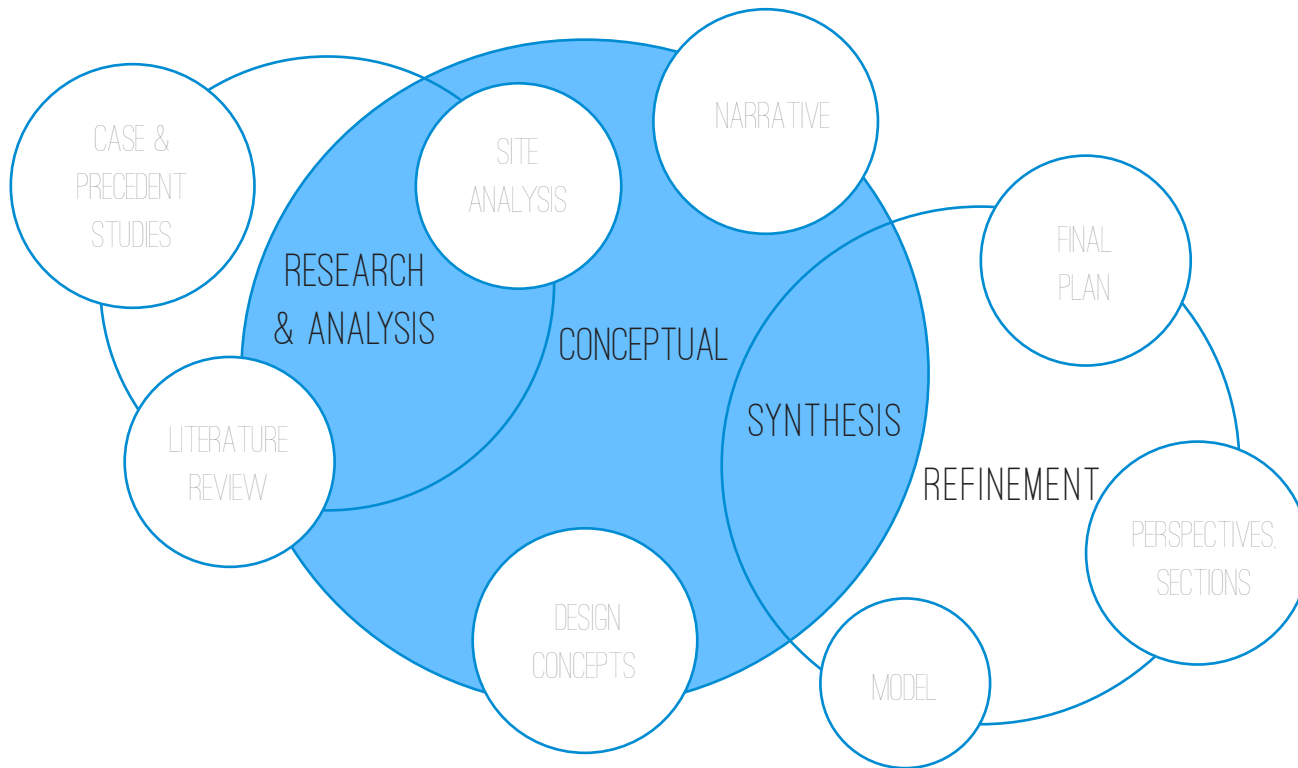 CASE &
PRECEDENT
STUDIES
SITE
ANALYSIS
NARRATIVE
FINAL
PLAN
RESEARCH
& ANALYSIS
CONCEPTUAL
SYNTHESIS
LITERATURE
REVIEW
REFINEMENT
PERSPECTIVES,
SECTIONS
DESIGN
CONCEPTS
MODEL